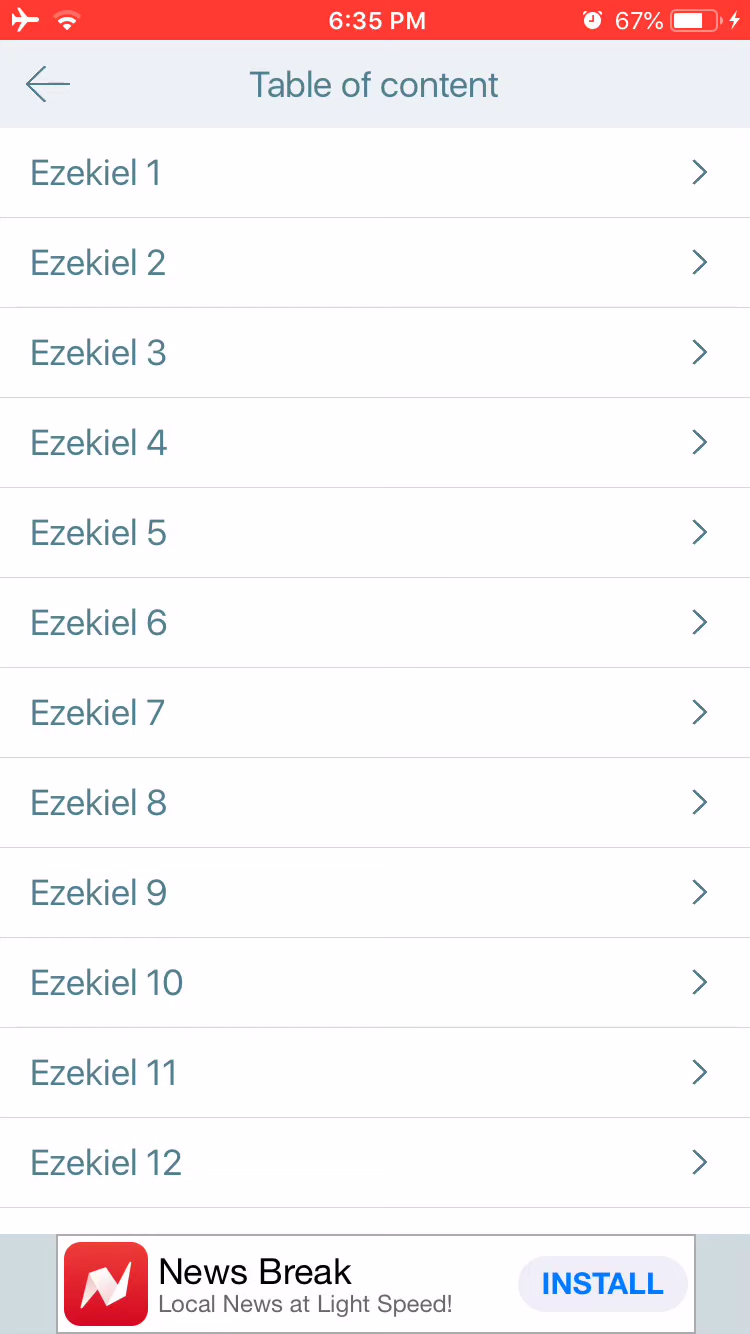 6:35 PM
67%
Table of content
Ezekiel 1
Ezekiel 2
Ezekiel 3
Ezekiel 4
Ezekiel 5
Ezekiel 6
Ezekiel 7
Ezekiel 8
Ezekiel 9
Ezekiel 10
Ezekiel 11
Ezekiel 12
News Break
Local News at Light Speed!
INSTALL